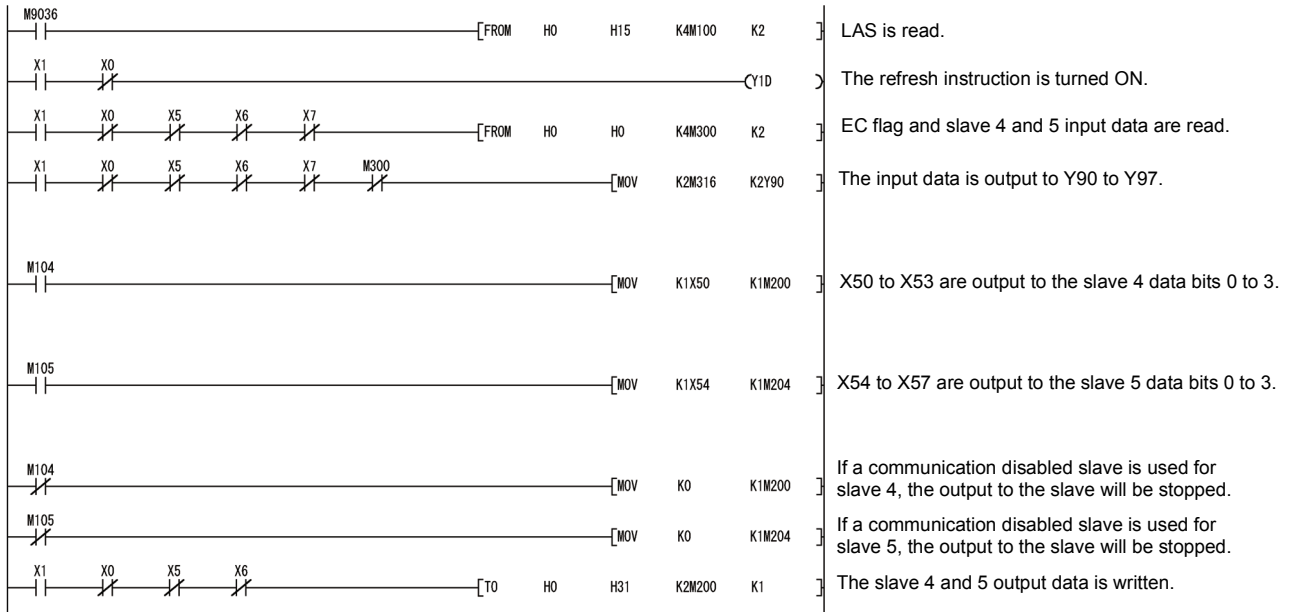 M9036
FROM H0 H15 K4M100 K2 LAS is read.
X1 X0
Y1D The refresh instruction is turned ON.
X1 X0 X5 X6 X7
FROM H0 H0 K4M300 K2 EC flag and slave 4 and 5 input data are read.
X1 X0 X5 X6 X7 M300
MOV K2M316 K2Y90 The input data is output to Y90 to Y97.
M104
MOV K1X50 K1M200 X50 to X53 are output to the slave 4 data bits 0 to 3.
M105
MOV K1X54 K1M204 X54 to X57 are output to the slave 5 data bits 0 to 3.
M104
MOV K0 K1M200 If a communication disabled slave is used for
slave 4, the output to the slave will be stopped.
M105
MOV K0 K1M204 If a communication disabled slave is used for
slave 5, the output to the slave will be stopped.
X1 X0 X5 X6
TO H0 H31 K2M200 K1 The slave 4 and 5 output data is written.